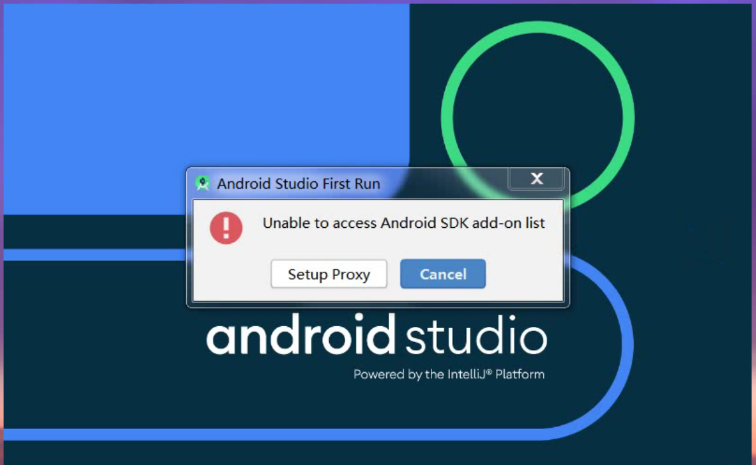 Android Studio First Run
X
Unable to access Android SDK add-on list
Setup Proxy
Cancel
android studio
Powered by the IntelliJ® Platform